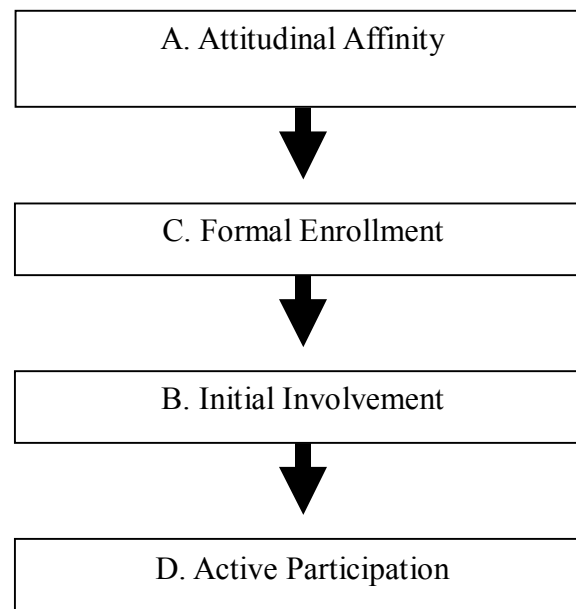 A. Attitudinal Affinity
C. Formal Enrollment
B. Initial Involvement
D. Active Participation